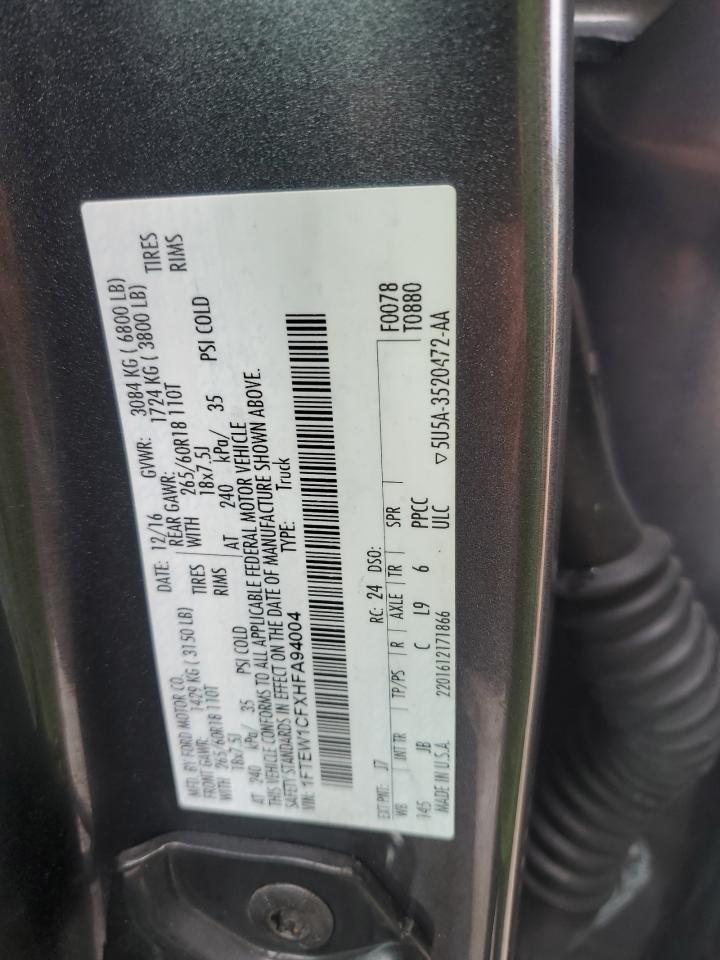 MFD. BY FORD MOTOR CO.
DATE: 12/16 GVWR: 3084 KG ( 6800 LB)
FRONT GAWR: 1429 KG ( 3150 LB) REAR GAWR: 1724 KG ( 3800 LB)
WITH 265/60R18 110T TIRES WITH 265/60R18 110T TIRES
18x7.5J RIMS 18x7.5J RIMS
AT 240 kPa/ 35 PSI COLD AT 240 kPa/ 35 PSI COLD
THIS VEHICLE CONFORMS TO ALL APPLICABLE FEDERAL MOTOR VEHICLE
SAFETY STANDARDS IN EFFECT ON THE DATE OF MANUFACTURE SHOWN ABOVE.
VIN: 1FTEW1CFXHFA94004 TYPE: Truck
EXT PNT: J7 RC: 24 DSO: F0078
WB INT TR TP/PS R AXLE TR SPR T0880
145 JB C L9 6 PPCC
MADE IN U.S.A. 2201612171866 ULC ▽ 5U5A-3520472-AA